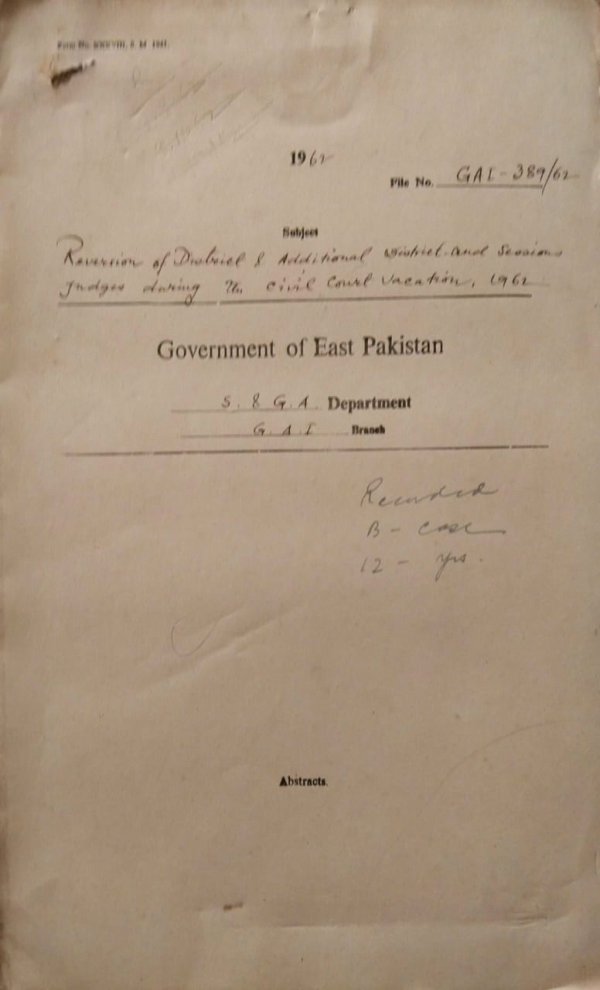 1962
File No. GAI-389/62
Subject
Reversion of District & Additional District and Sessions
Judges during the civil Court Vacation, 1962
Government of East Pakistan
S. & G.A. Department
G.A.I Branch
Recorded
B- case
12- yrs.
Abstracts.